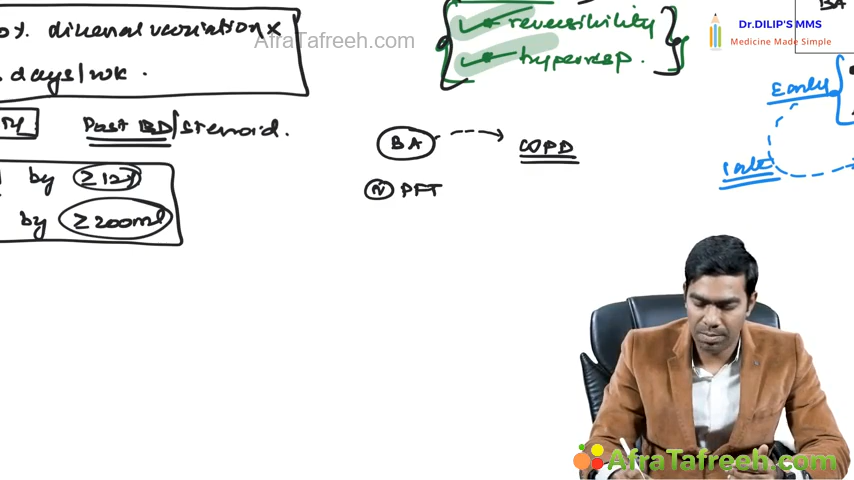 diurnal variation x
days/wk.
Post BD/steroid.
by ≥12%
by ≥200ml
reversibility
hyperresp.
BA
COPD
N PFT
AfraTafreeh.com
Dr.DILIP'S MMS
Medicine Made Simple
BA
Early
late
AfraTafreeh.com